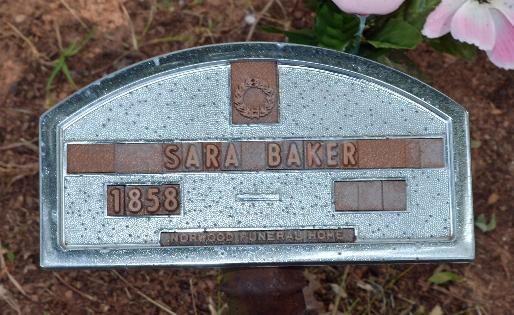 SARA BAKER
1858 –
NORWOOD FUNERAL HOME